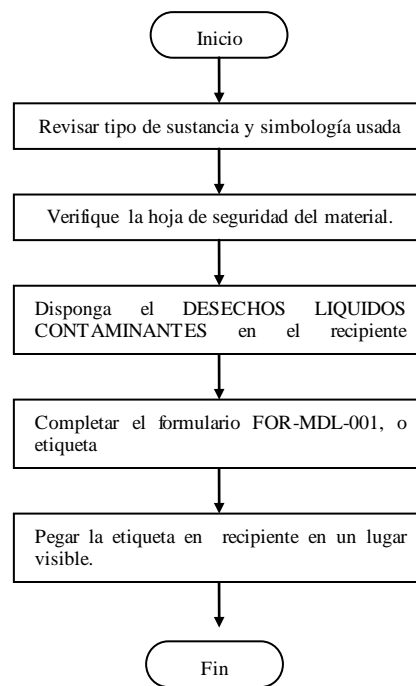 Inicio
Revisar tipo de sustancia y simbología usada
Verifique la hoja de seguridad del material.
Disponga el DESECHOS LIQUIDOS
CONTAMINANTES en el recipiente
Completar el formulario FOR-MDL-001, o
etiqueta
Pegar la etiqueta en recipiente en un lugar
visible.
Fin